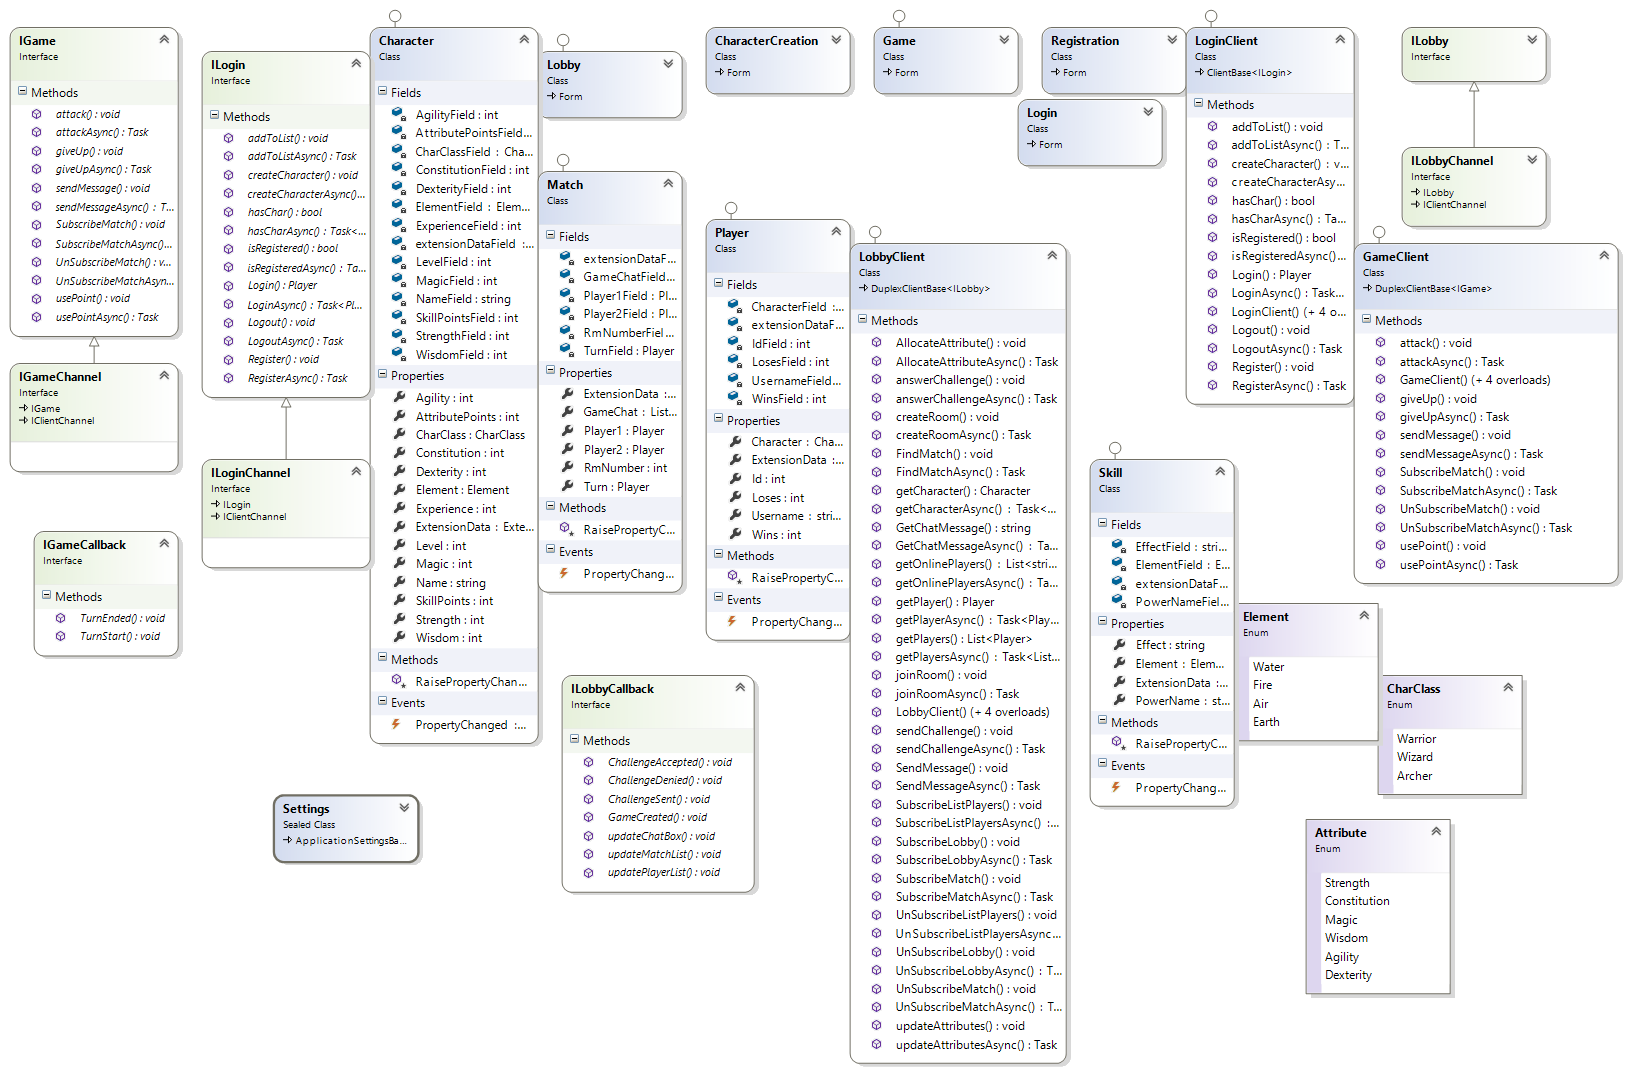 IGame
Interface
Methods
attack() : void
attackAsync() : Task
giveUp() : void
giveUpAsync() : Task
sendMessage() : void
sendMessageAsync() : T...
SubscribeMatch() : void
SubscribeMatchAsync()...
UnSubscribeMatch() : v...
UnSubscribeMatchAsyn...
usePoint() : void
usePointAsync() : Task
IGameChannel
Interface
IGame
IClientChannel
IGameCallback
Interface
Methods
TurnEnded() : void
TurnStart() : void
ILogin
Interface
Methods
addToList() : void
addToListAsync() : Task
createCharacter() : void
createCharacterAsync()...
hasChar() : bool
hasCharAsync() : Task<...
isRegistered() : bool
isRegisteredAsync() : Ta...
Login() : Player
LoginAsync() : Task<Pl...
Logout() : void
LogoutAsync() : Task
Register() : void
RegisterAsync() : Task
ILoginChannel
Interface
ILogin
IClientChannel
Settings
Sealed Class
ApplicationSettingsBa...
Character
Class
Fields
AgilityField : int
AttributePointsField...
CharClassField : Cha...
ConstitutionField : int
DexterityField : int
ElementField : Elem...
ExperienceField : int
extensionDataField :...
LevelField : int
MagicField : int
NameField : string
SkillPointsField : int
StrengthField : int
WisdomField : int
Properties
Agility : int
AttributePoints : int
CharClass : CharClass
Constitution : int
Dexterity : int
Element : Element
Experience : int
ExtensionData : Exte...
Level : int
Magic : int
Name : string
SkillPoints : int
Strength : int
Wisdom : int
Methods
RaisePropertyChan...
Events
PropertyChanged :...
Lobby
Class
Form
Match
Class
Fields
extensionDataF...
GameChatField...
Player1Field : Pl...
Player2Field : Pl...
RmNumberFiel...
TurnField : Player
Properties
ExtensionData :...
GameChat : List...
Player1 : Player
Player2 : Player
RmNumber : int
Turn : Player
Methods
RaisePropertyC...
Events
PropertyChang...
ILobbyCallback
Interface
Methods
ChallengeAccepted() : void
ChallengeDenied() : void
ChallengeSent() : void
GameCreated() : void
updateChatBox() : void
updateMatchList() : void
updatePlayerList() : void
CharacterCreation
Class
Form
Player
Class
Fields
CharacterField :...
extensionDataF...
IdField : int
LosesField : int
UsernameField...
WinsField : int
Properties
Character : Cha...
ExtensionData :...
Id : int
Loses : int
Username : stri...
Wins : int
Methods
RaisePropertyC...
Events
PropertyChang...
Game
Class
Form
LobbyClient
Class
DuplexClientBase<ILobby>
Methods
AllocateAttribute() : void
AllocateAttributeAsync() : Task
answerChallenge() : void
answerChallengeAsync() : Task
createRoom() : void
createRoomAsync() : Task
FindMatch() : void
FindMatchAsync() : Task
getCharacter() : Character
getCharacterAsync() : Task<...
GetChatMessage() : string
GetChatMessageAsync() : Ta...
getOnlinePlayers() : List<strin...
getOnlinePlayersAsync() : Ta...
getPlayer() : Player
getPlayerAsync() : Task<Play...
getPlayers() : List<Player>
getPlayersAsync() : Task<List...
joinRoom() : void
joinRoomAsync() : Task
LobbyClient() (+ 4 overloads)
sendChallenge() : void
sendChallengeAsync() : Task
SendMessage() : void
SendMessageAsync() : Task
SubscribeListPlayers() : void
SubscribeListPlayersAsync() :...
SubscribeLobby() : void
SubscribeLobbyAsync() : Task
SubscribeMatch() : void
SubscribeMatchAsync() : Task
UnSubscribeListPlayers() : void
UnSubscribeListPlayersAsync...
UnSubscribeLobby() : void
UnSubscribeLobbyAsync() : T...
UnSubscribeMatch() : void
UnSubscribeMatchAsync() : T...
updateAttributes() : void
updateAttributesAsync() : Task
Registration
Class
Form
Login
Class
Form
LoginClient
Class
ClientBase<ILogin>
Methods
addToList() : void
addToListAsync() : T...
createCharacter() : v...
createCharacterAsy...
hasChar() : bool
hasCharAsync() : Ta...
isRegistered() : bool
isRegisteredAsync()...
Login() : Player
LoginAsync() : Task...
LoginClient() (+ 4 o...
Logout() : void
LogoutAsync() : Task
Register() : void
RegisterAsync() : Task
Skill
Class
Fields
EffectField : stri...
ElementField : E...
extensionDataF...
PowerNameFiel...
Properties
Effect : string
Element : Elem...
ExtensionData :...
PowerName : st...
Methods
RaisePropertyC...
Events
PropertyChang...
ILobby
Interface
ILobbyChannel
Interface
ILobby
IClientChannel
GameClient
Class
DuplexClientBase<IGame>
Methods
attack() : void
attackAsync() : Task
GameClient() (+ 4 overloads)
giveUp() : void
giveUpAsync() : Task
sendMessage() : void
sendMessageAsync() : Task
SubscribeMatch() : void
SubscribeMatchAsync() : Task
UnSubscribeMatch() : void
UnSubscribeMatchAsync() : Task
usePoint() : void
usePointAsync() : Task
Element
Enum
Water
Fire
Air
Earth
CharClass
Enum
Warrior
Wizard
Archer
Attribute
Enum
Strength
Constitution
Magic
Wisdom
Agility
Dexterity